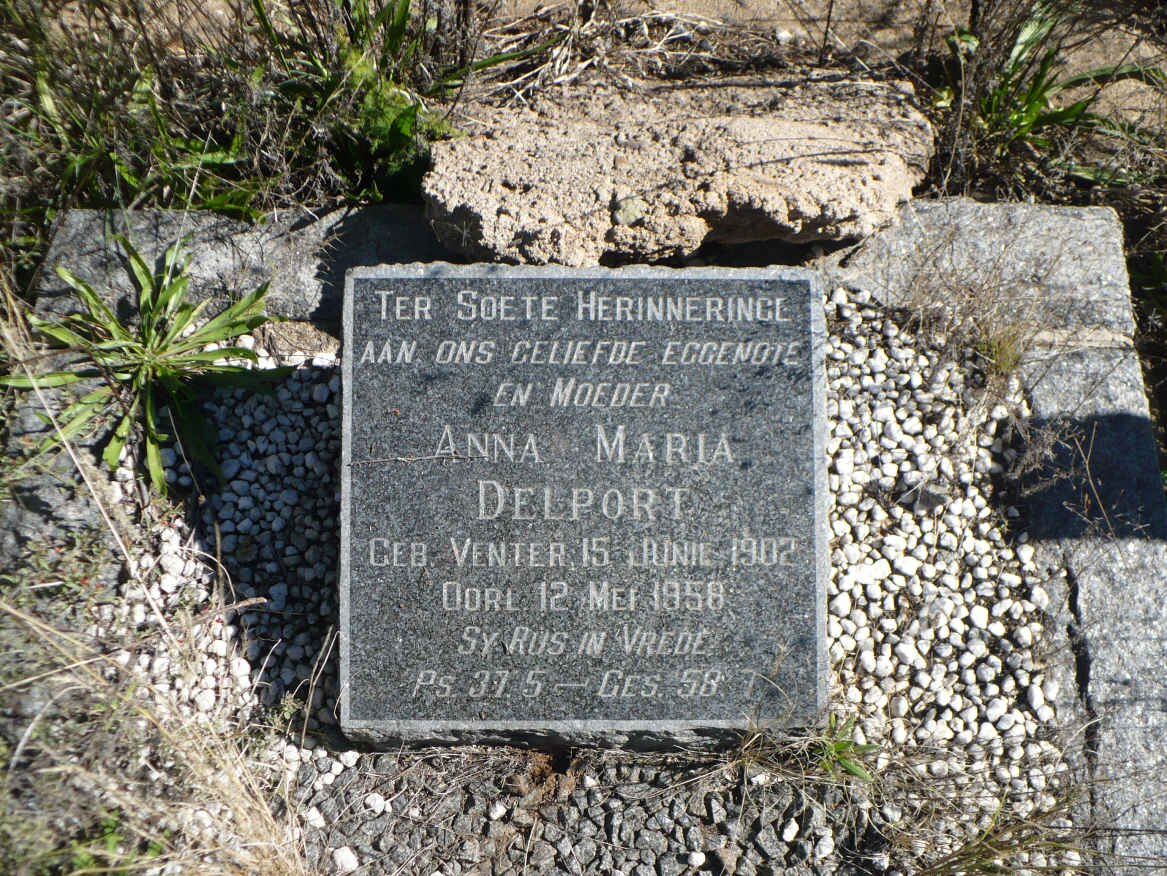 TER SOETE HERINNERINGE
AAN ONS GELIEFDE EGGENOTE
EN MOEDER
ANNA MARIA
DELPORT
GEB. VENTER, 15 JUNIE 1902
OORL. 12 MEI 1958
SY RUS IN VREDE
PS. 37. 5 — GES. 58 7